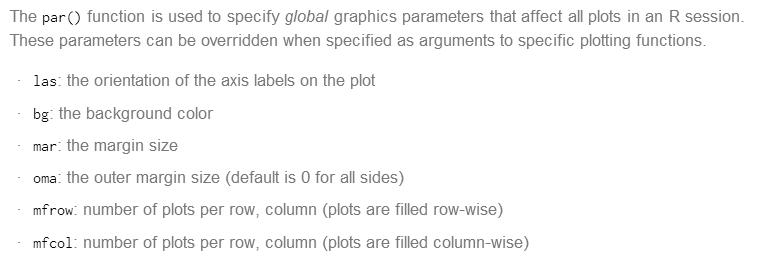 The par() function is used to specify global graphics parameters that affect all plots in an R session.
These parameters can be overridden when specified as arguments to specific plotting functions.
· las: the orientation of the axis labels on the plot
· bg: the background color
· mar: the margin size
· oma: the outer margin size (default is 0 for all sides)
· mfrow: number of plots per row, column (plots are filled row-wise)
· mfcol: number of plots per row, column (plots are filled column-wise)